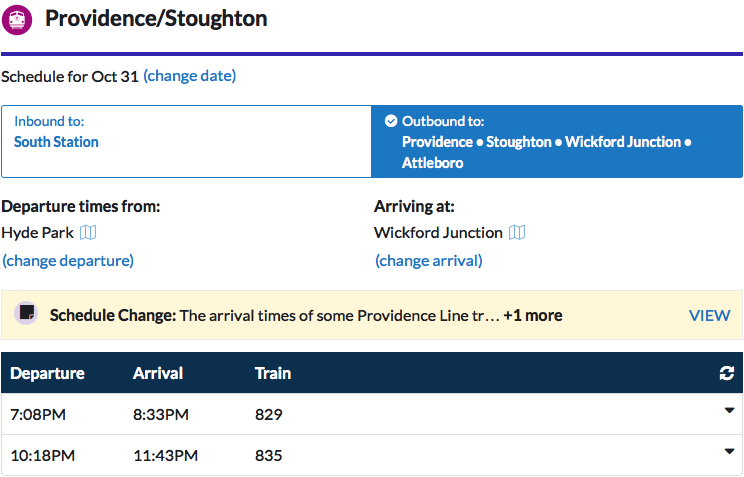 Providence/Stoughton
Schedule for Oct 31 (change date)
Inbound to:
South Station
Outbound to:
Providence • Stoughton • Wickford Junction •
Attleboro
Departure times from:
Hyde Park
(change departure)
Arriving at:
Wickford Junction
(change arrival)
Schedule Change: The arrival times of some Providence Line tr… +1 more VIEW
Departure Arrival Train
7:08PM 8:33PM 829
10:18PM 11:43PM 835